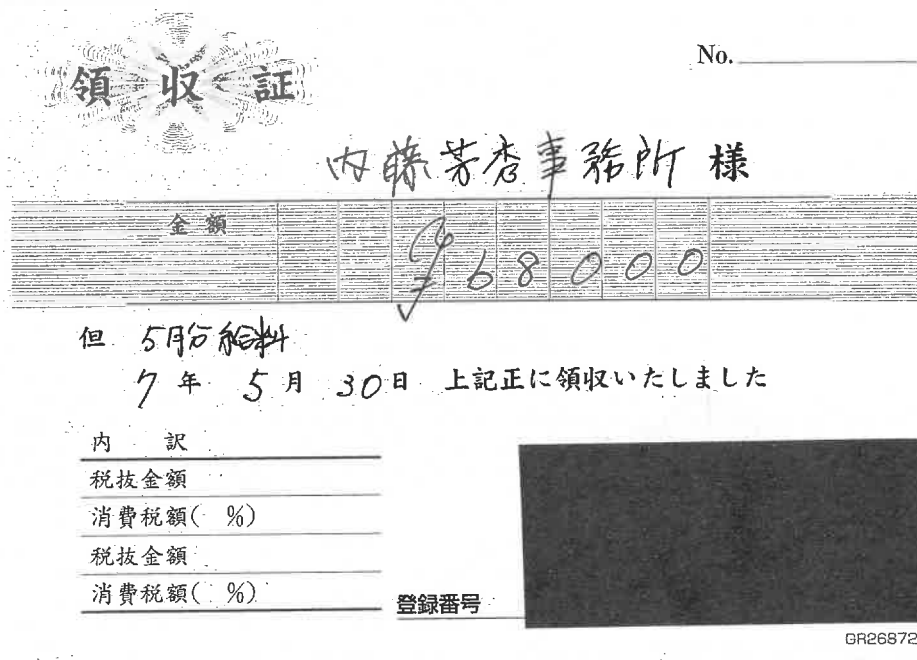 No.
領収証
内藤芳香事務所 様
金額
¥68000
但 5月分給料
7年 5月 30日 上記正に領収いたしました
内 訳
税抜金額
消費税額( %)
税抜金額
消費税額( %)
登録番号
GR26872